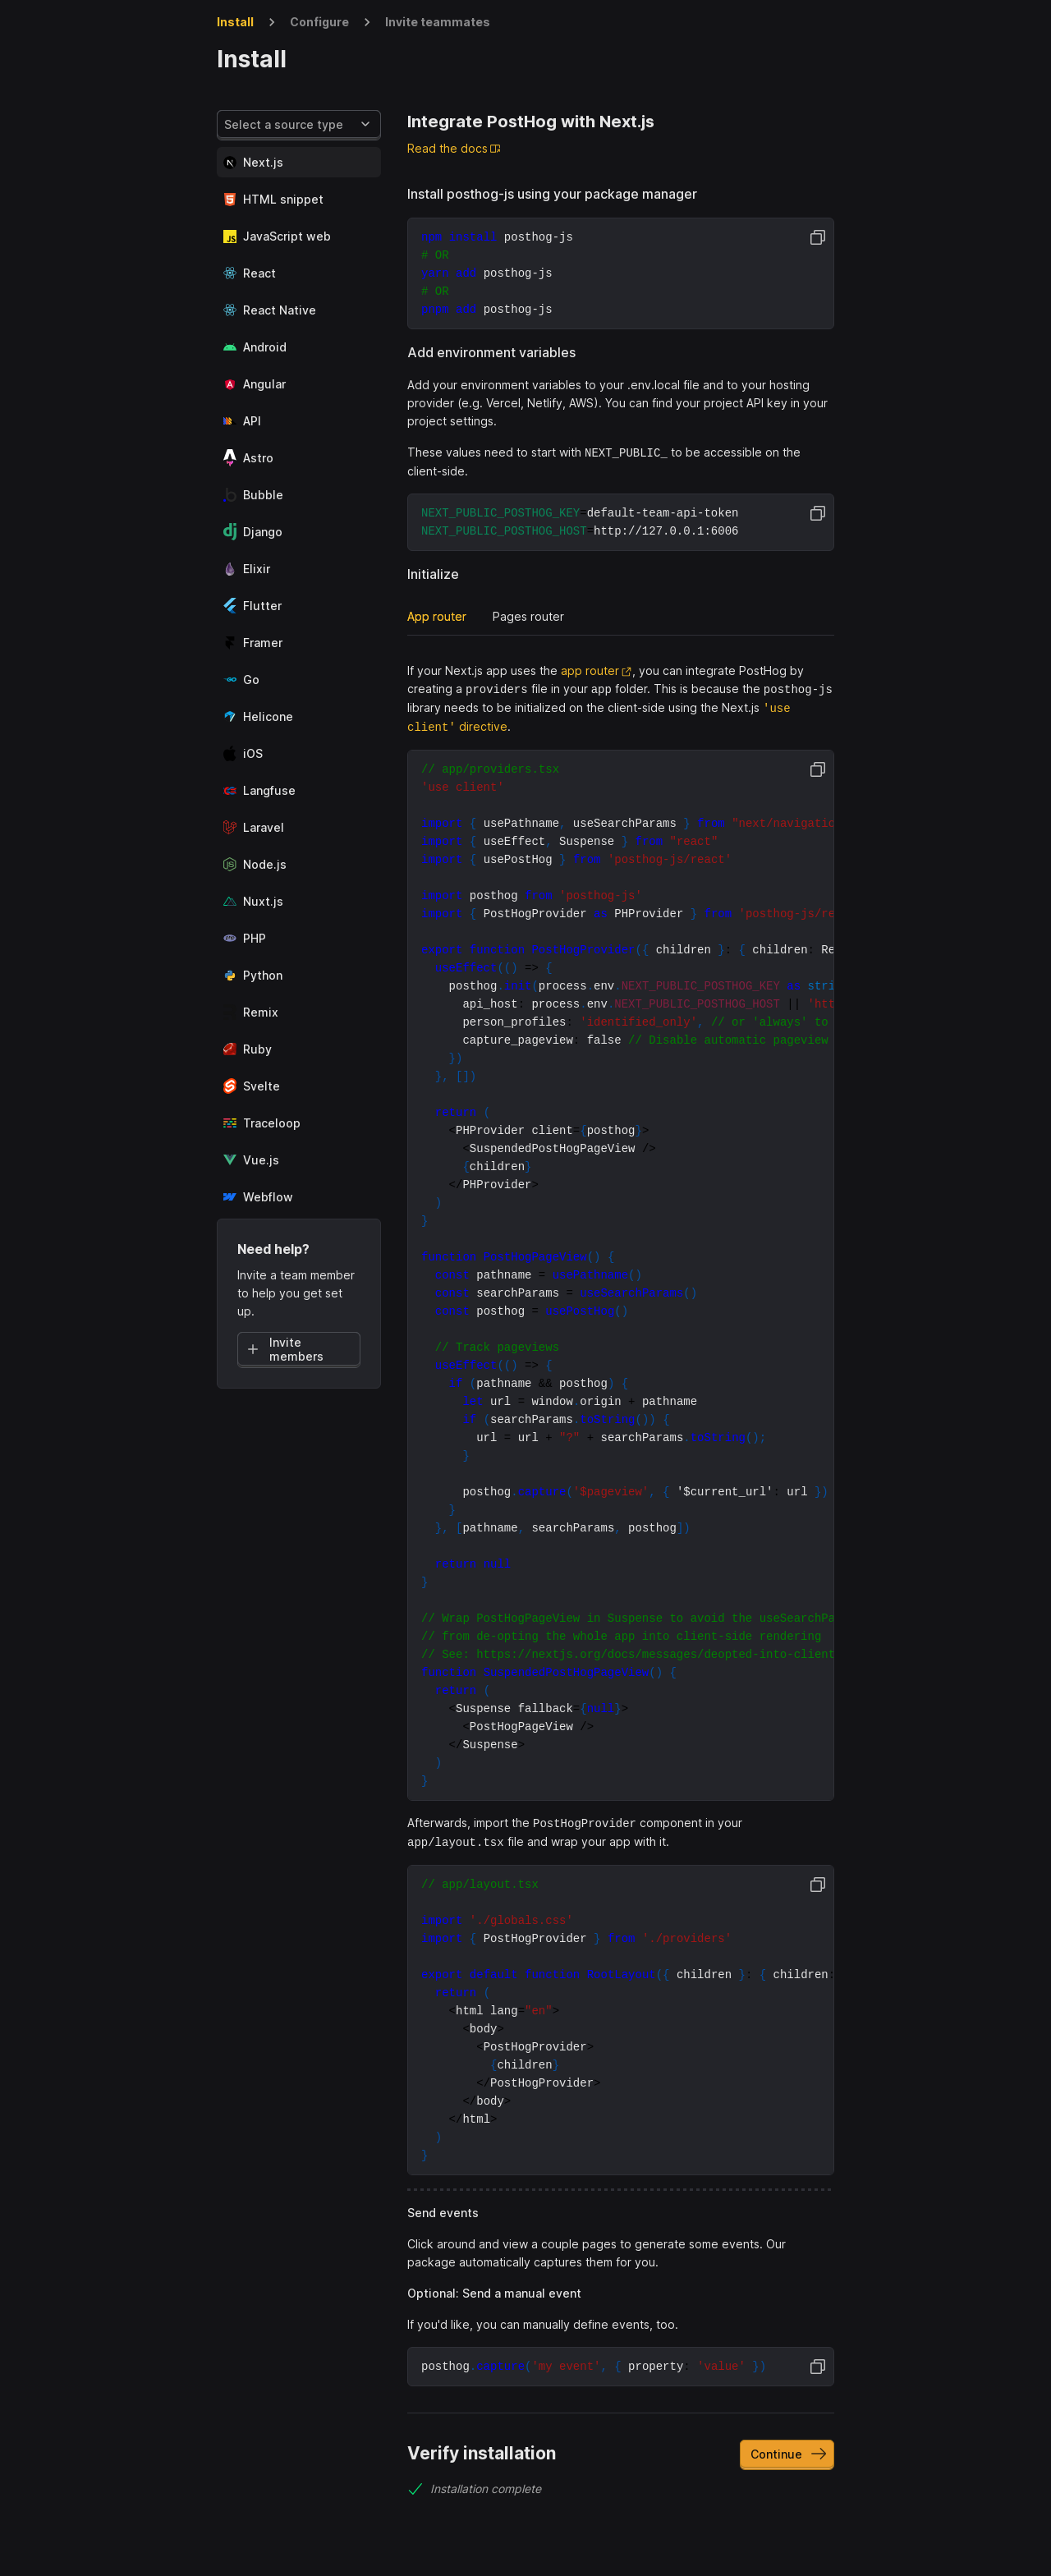 Install
Configure
Invite teammates
Install
Select a source type
Next.js
HTML snippet
JavaScript web
React
React Native
Android
Angular
API
Astro
Bubble
Django
Elixir
Flutter
Framer
Go
Helicone
iOS
Langfuse
Laravel
Node.js
Nuxt.js
PHP
Python
Remix
Ruby
Svelte
Traceloop
Vue.js
Webflow
Need help?
Invite a team member
to help you get set
up.
Invite
members
Integrate PostHog with Next.js
Read the docs
Install posthog-js using your package manager
npm install posthog-js
# OR
yarn add posthog-js
# OR
pnpm add posthog-js
Add environment variables
Add your environment variables to your .env.local file and to your hosting
provider (e.g. Vercel, Netlify, AWS). You can find your project API key in your
project settings.
These values need to start with NEXT_PUBLIC_ to be accessible on the
client-side.
NEXT_PUBLIC_POSTHOG_KEY=default-team-api-token
NEXT_PUBLIC_POSTHOG_HOST=http://127.0.0.1:6006
Initialize
App router
Pages router
If your Next.js app uses the app router, you can integrate PostHog by
creating a providers file in your app folder. This is because the posthog-js
library needs to be initialized on the client-side using the Next.js 'use
client' directive.
// app/providers.tsx
'use client'
import { usePathname, useSearchParams } from "next/navigatio
import { useEffect, Suspense } from "react"
import { usePostHog } from 'posthog-js/react'
import posthog from 'posthog-js'
import { PostHogProvider as PHProvider } from 'posthog-js/re
export function PostHogProvider({ children }: { children: Re
useEffect(() => {
posthog.init(process.env.NEXT_PUBLIC_POSTHOG_KEY as stri
api_host: process.env.NEXT_PUBLIC_POSTHOG_HOST || 'htt
person_profiles: 'identified_only', // or 'always' to
capture_pageview: false // Disable automatic pageview
})
}, [])
return (
<PHProvider client={posthog}>
<SuspendedPostHogPageView />
{children}
</PHProvider>
)
}
function PostHogPageView() {
const pathname = usePathname()
const searchParams = useSearchParams()
const posthog = usePostHog()
// Track pageviews
useEffect(() => {
if (pathname && posthog) {
let url = window.origin + pathname
if (searchParams.toString()) {
url = url + "?" + searchParams.toString();
}
posthog.capture('$pageview', { '$current_url': url })
}
}, [pathname, searchParams, posthog])
return null
}
// Wrap PostHogPageView in Suspense to avoid the useSearchPa
// from de-opting the whole app into client-side rendering
// See: https://nextjs.org/docs/messages/deopted-into-client
function SuspendedPostHogPageView() {
return (
<Suspense fallback={null}>
<PostHogPageView />
</Suspense>
)
}
Afterwards, import the PostHogProvider component in your
app/layout.tsx file and wrap your app with it.
// app/layout.tsx
import './globals.css'
import { PostHogProvider } from './providers'
export default function RootLayout({ children }: { children:
return (
<html lang="en">
<body>
<PostHogProvider>
{children}
</PostHogProvider>
</body>
</html>
)
}
Send events
Click around and view a couple pages to generate some events. Our
package automatically captures them for you.
Optional: Send a manual event
If you'd like, you can manually define events, too.
posthog.capture('my event', { property: 'value' })
Verify installation
Continue
Installation complete